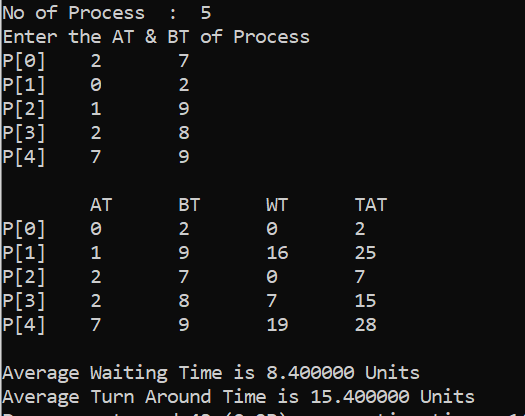 No of Process : 5
Enter the AT & BT of Process
P[0] 2 7
P[1] 0 2
P[2] 1 9
P[3] 2 8
P[4] 7 9
AT BT WT TAT
P[0] 0 2 0 2
P[1] 1 9 16 25
P[2] 2 7 0 7
P[3] 2 8 7 15
P[4] 7 9 19 28
Average Waiting Time is 8.400000 Units
Average Turn Around Time is 15.400000 Units